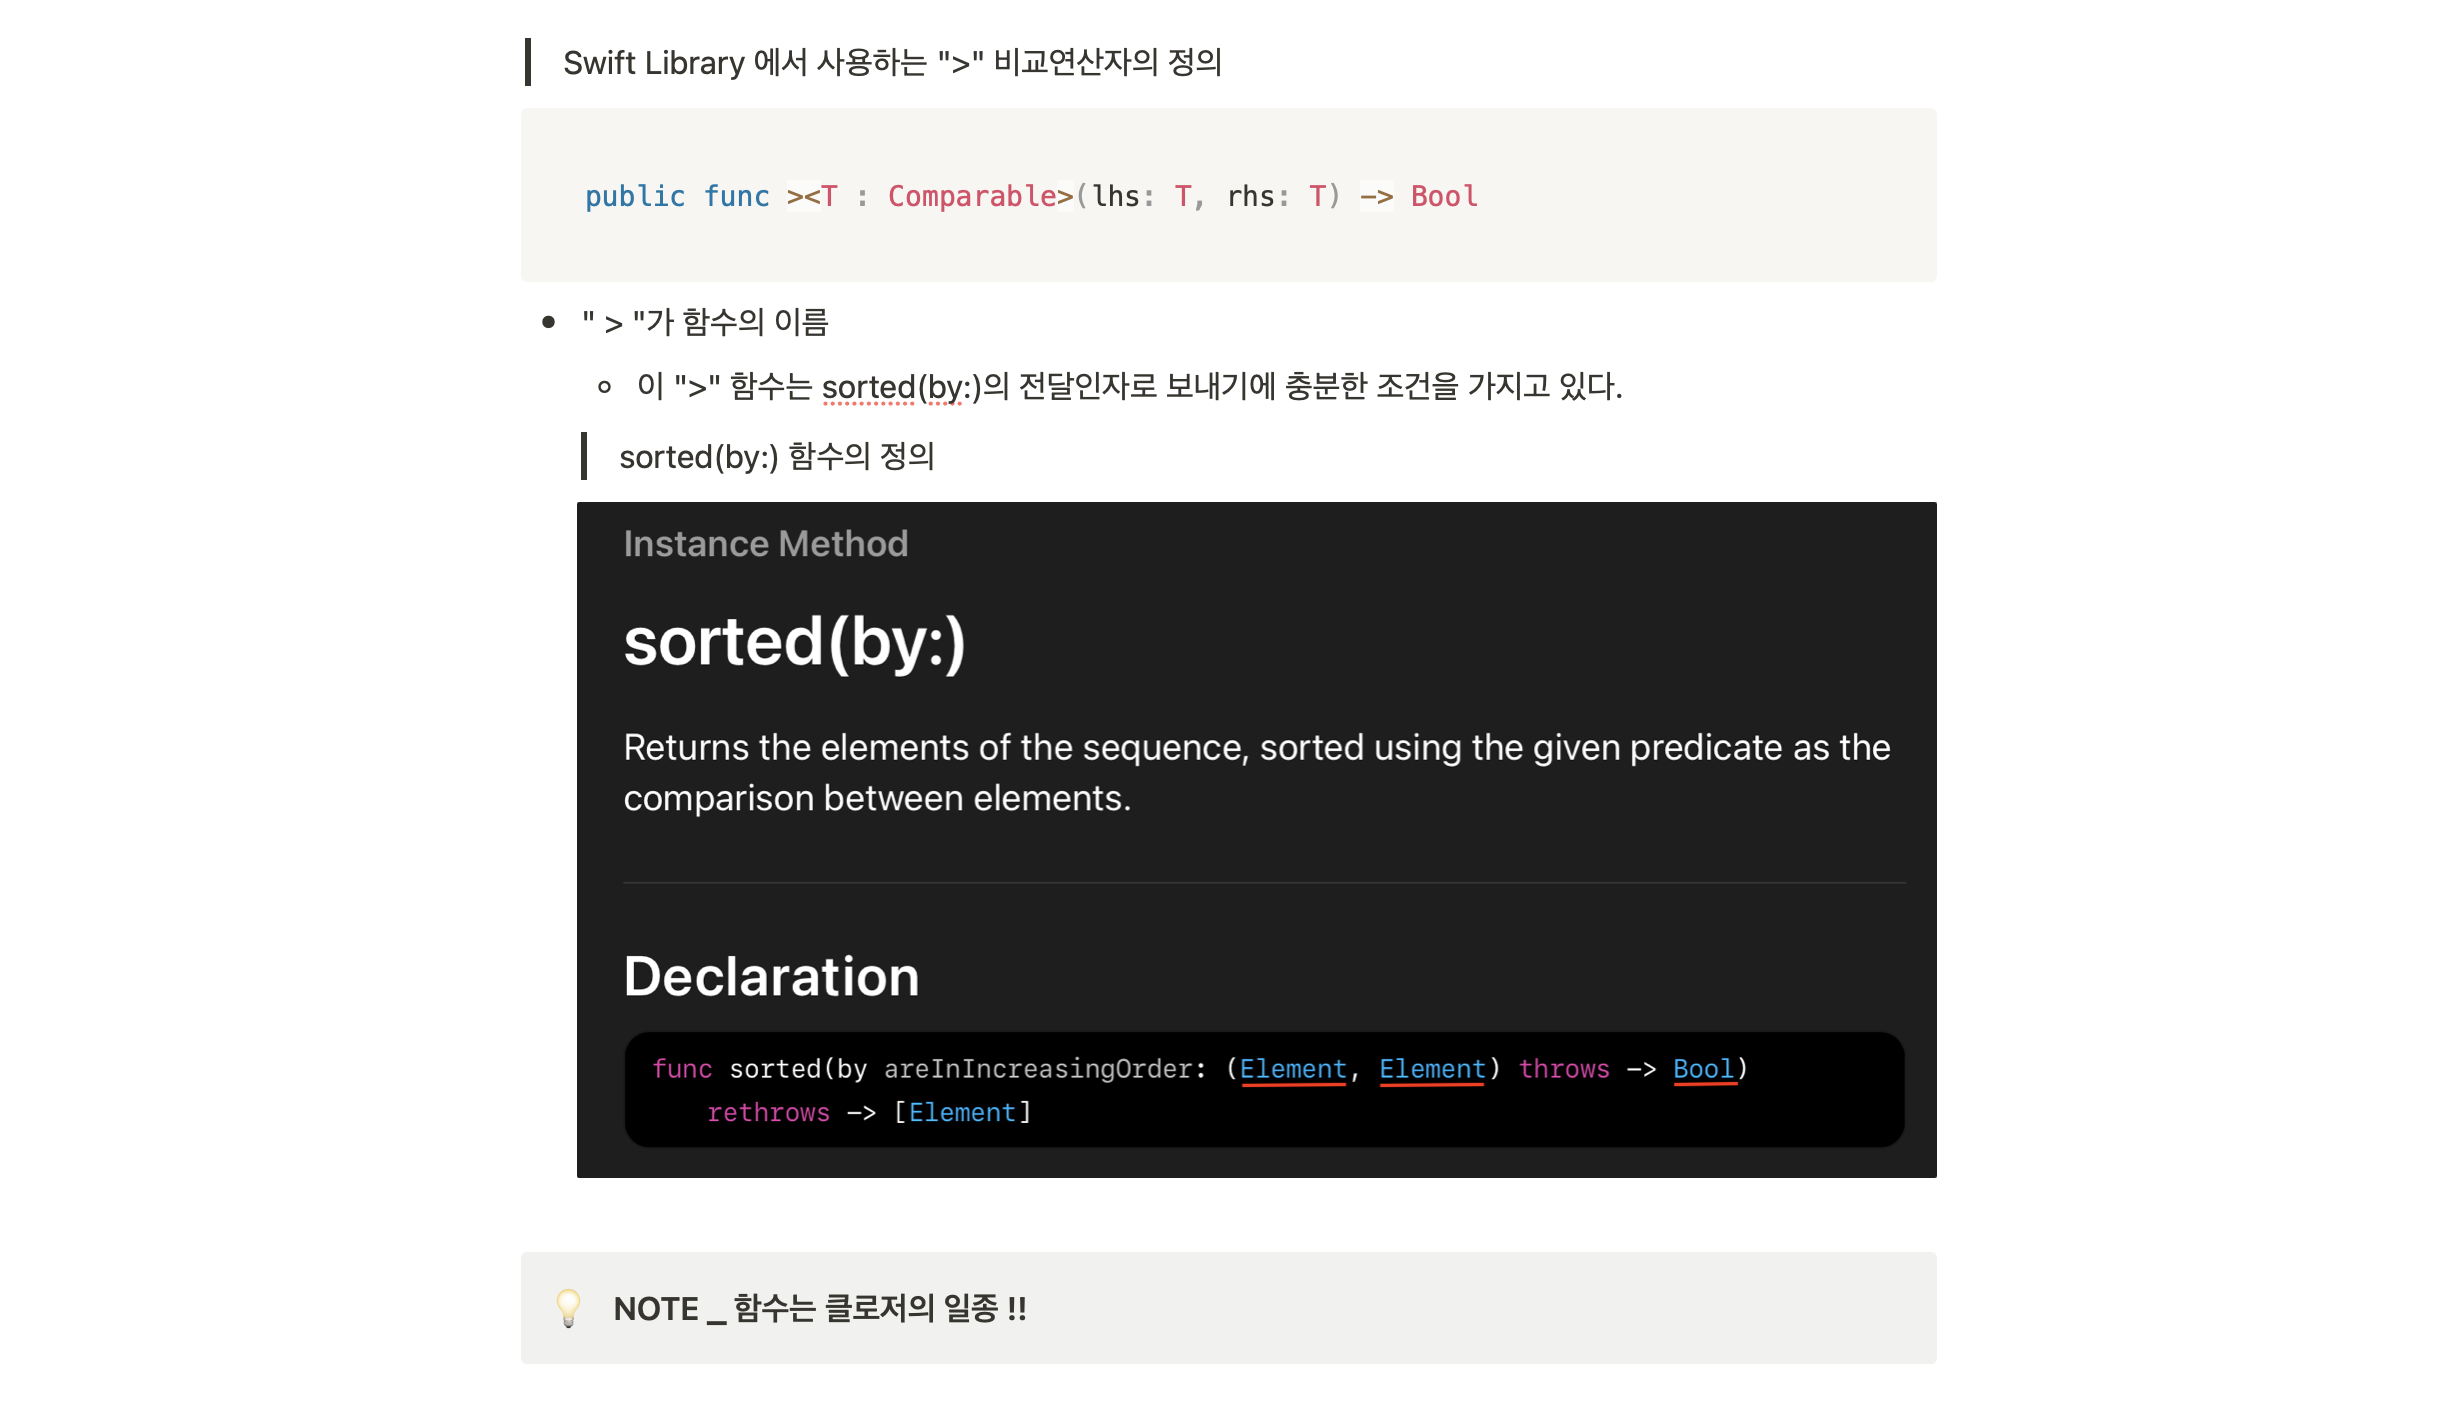 Swift Library 에서 사용하는 ">" 비교연산자의 정의
public func ><T : Comparable>(lhs: T, rhs: T) -> Bool
" > "가 함수의 이름
이 ">" 함수는 sorted(by:)의 전달인자로 보내기에 충분한 조건을 가지고 있다.
sorted(by:) 함수의 정의
Instance Method
sorted(by:)
Returns the elements of the sequence, sorted using the given predicate as the
comparison between elements.
Declaration
func sorted(by areInIncreasingOrder: (Element, Element) throws -> Bool)
rethrows -> [Element]
NOTE _ 함수는 클로저의 일종 !!